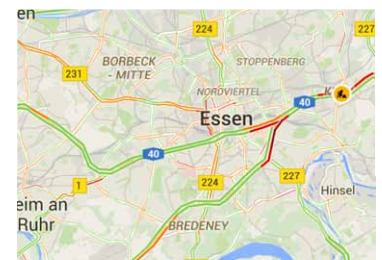 en
224
227
BORBECK
- MITTE
STOPPENBERG
231
NORDVIERTEL
K
40
Essen
40
1
224
227
Hinsel
eim an
Ruhr
BREDENEY